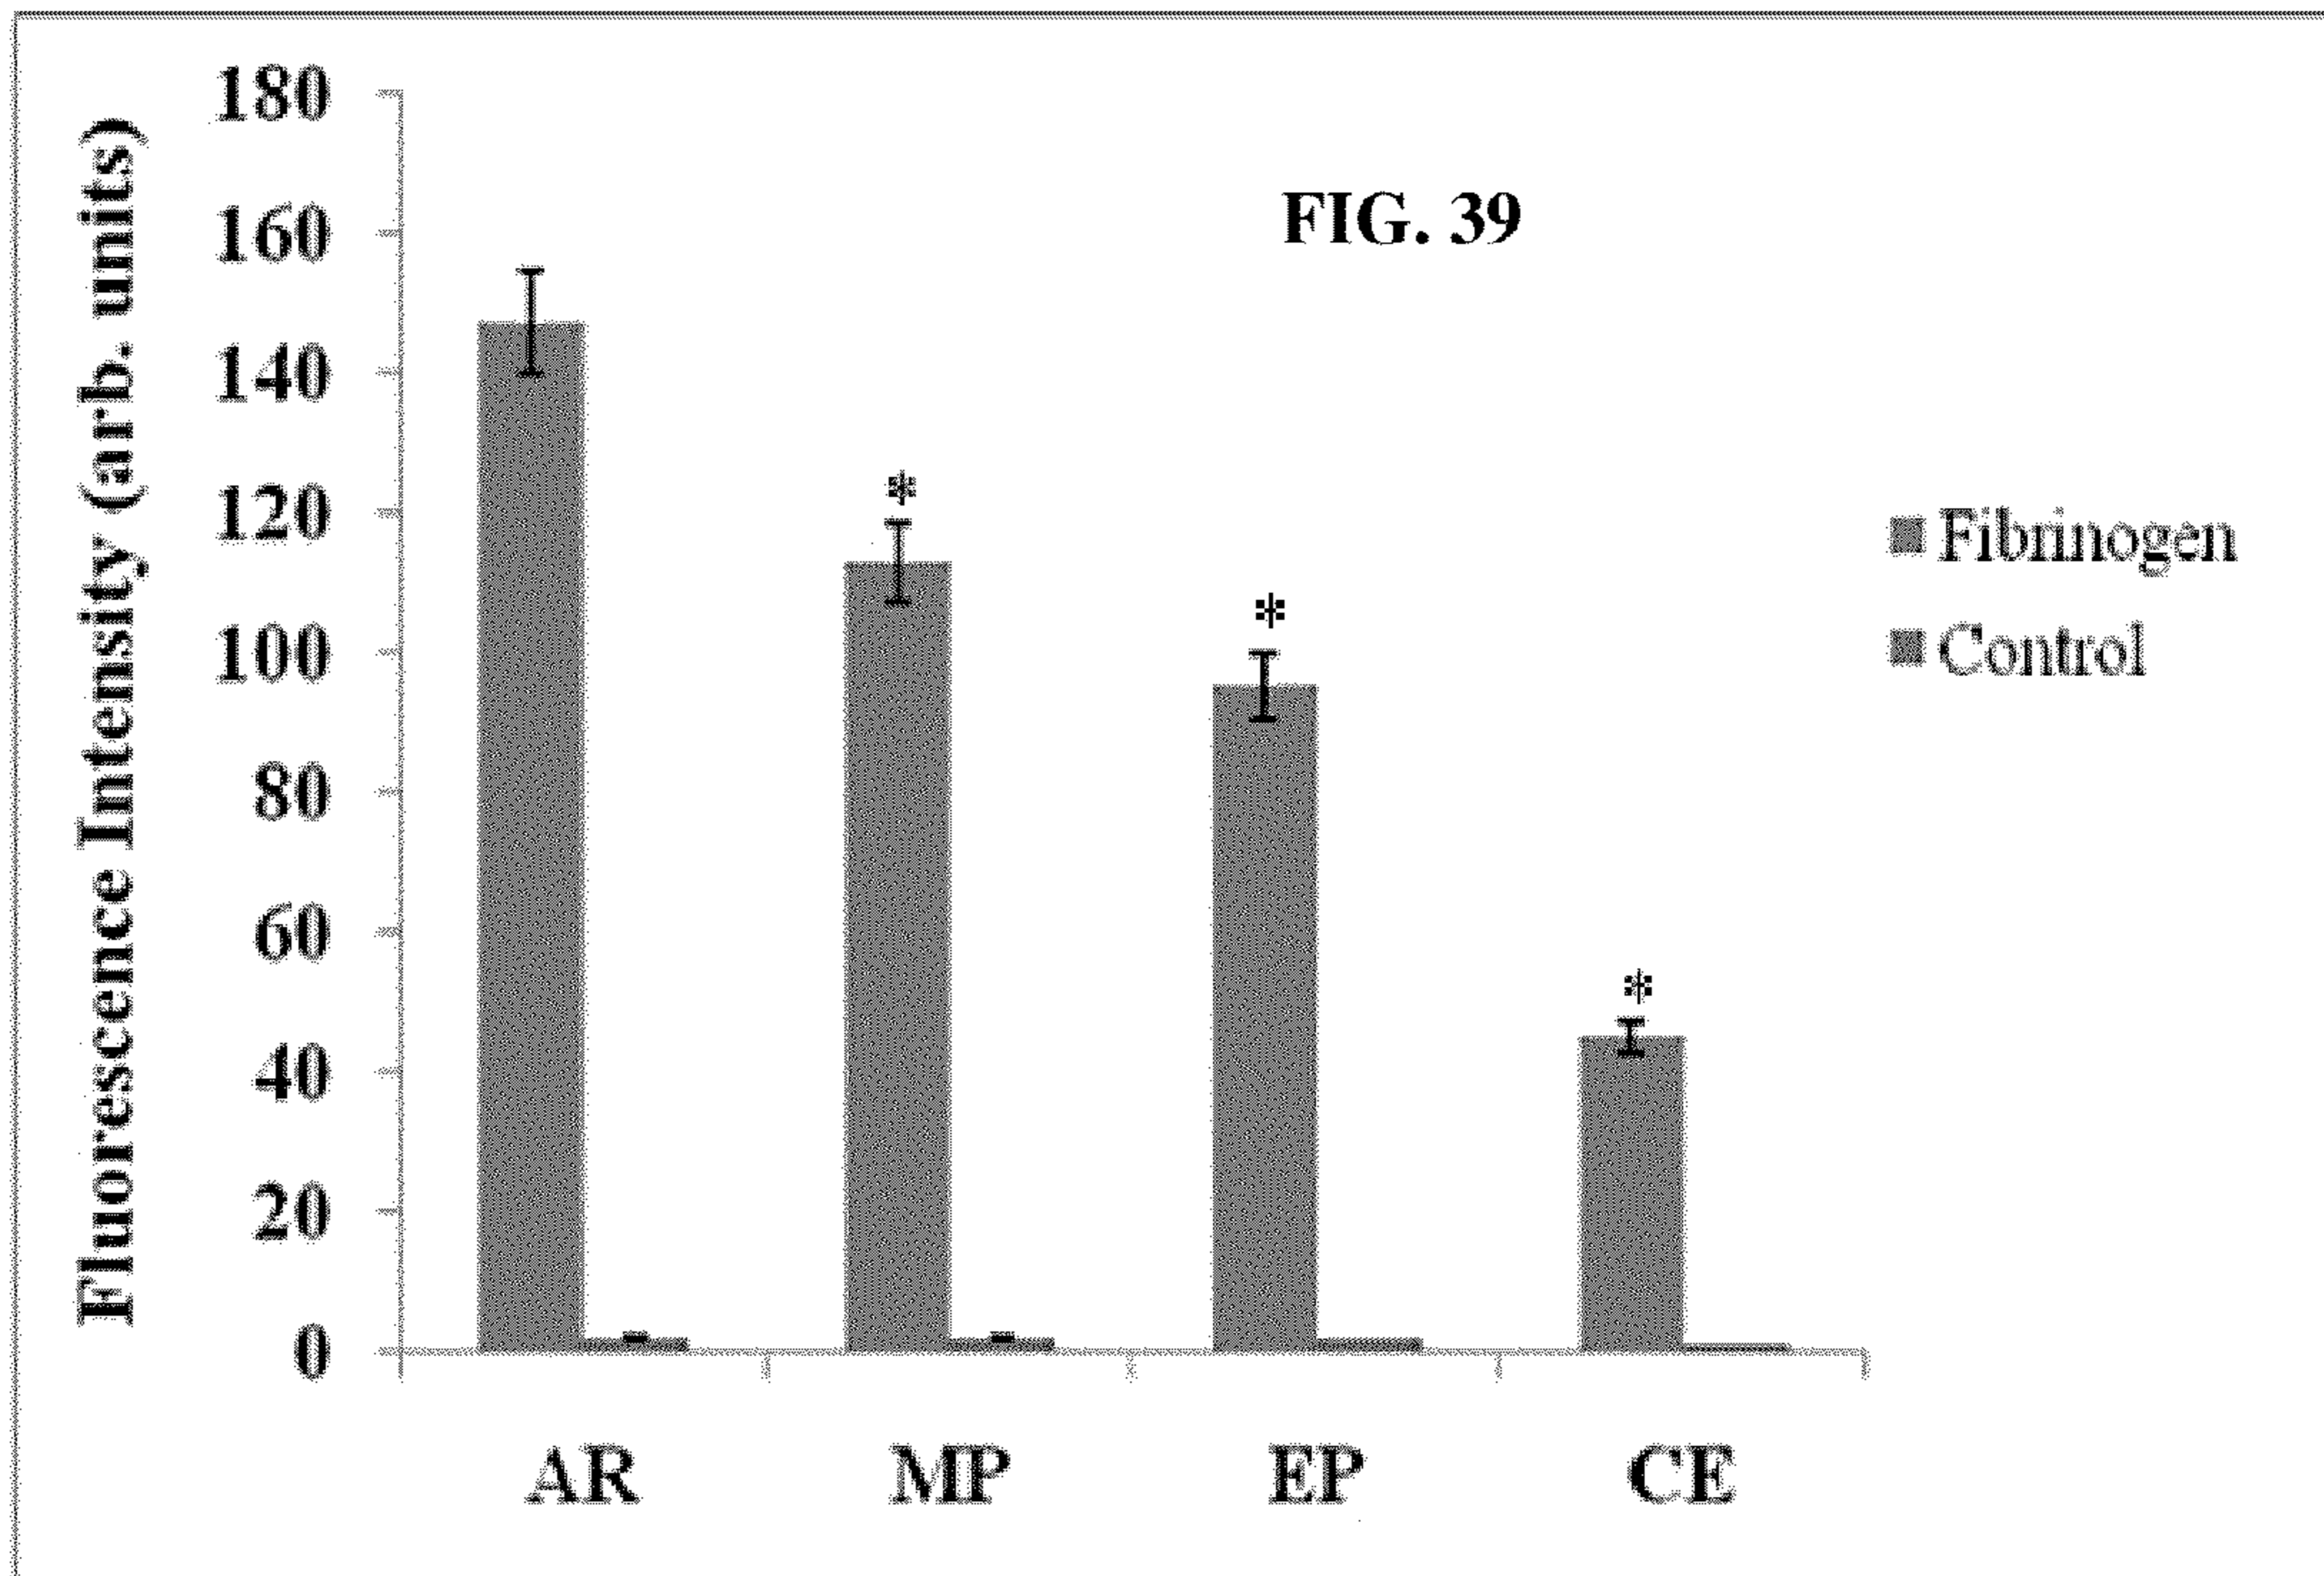 Fluorescence Intensity (arb. units)
180
160
140
120
100
80
60
40
20
0
FIG. 39
*
*
*
Fibrinogen
Control
AR MP EP CE